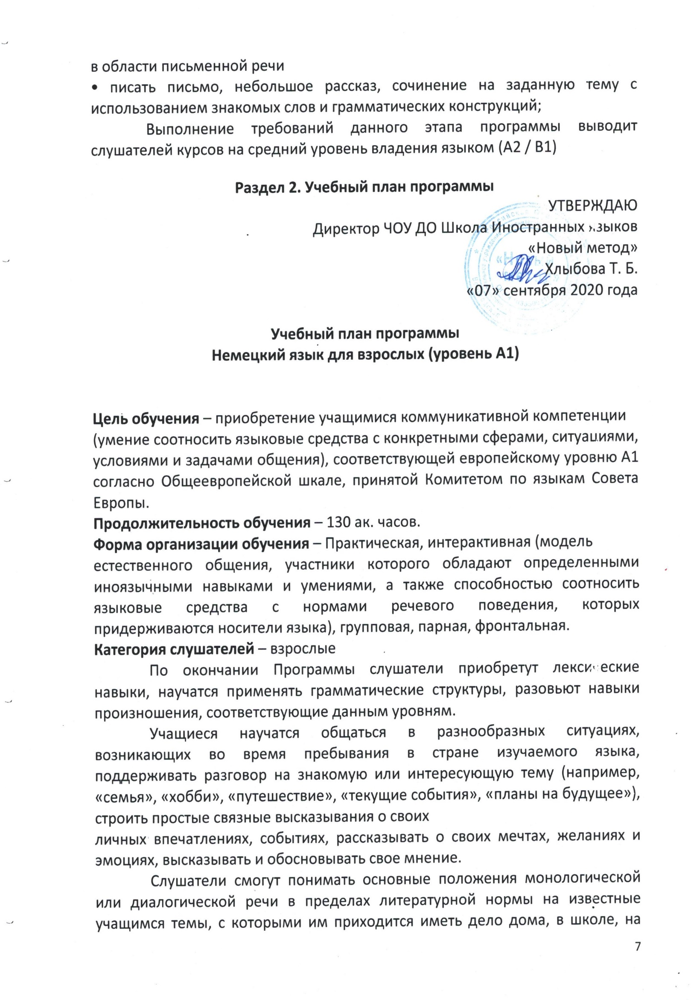 в области письменной речи
• писать письмо, небольшое рассказ, сочинение на заданную тему с
использованием знакомых слов и грамматических конструкций;
Выполнение требований данного этапа программы выводит
слушателей курсов на средний уровень владения языком (А2 / В1)
Раздел 2. Учебный план программы
УТВЕРЖДАЮ
Директор ЧОУ ДО Школа Иностранных языков
«Новый метод»
Хлыбова Т. Б.
«07» сентября 2020 года
Учебный план программы
Немецкий язык для взрослых (уровень А1)
Цель обучения – приобретение учащимися коммуникативной компетенции
(умение соотносить языковые средства с конкретными сферами, ситуациями,
условиями и задачами общения), соответствующей европейскому уровню А1
согласно Общеевропейской шкале, принятой Комитетом по языкам Совета
Европы.
Продолжительность обучения – 130 ак. часов.
Форма организации обучения – Практическая, интерактивная (модель
естественного общения, участники которого обладают определенными
иноязычными навыками и умениями, а также способностью соотносить
языковые средства с нормами речевого поведения, которых
придерживаются носители языка), групповая, парная, фронтальная.
Категория слушателей – взрослые
По окончании Программы слушатели приобретут лексические
навыки, научатся применять грамматические структуры, разовьют навыки
произношения, соответствующие данным уровням.
Учащиеся научатся общаться в разнообразных ситуациях,
возникающих во время пребывания в стране изучаемого языка,
поддерживать разговор на знакомую или интересующую тему (например,
«семья», «хобби», «путешествие», «текущие события», «планы на будущее»),
строить простые связные высказывания о своих
личных впечатлениях, событиях, рассказывать о своих мечтах, желаниях и
эмоциях, высказывать и обосновывать свое мнение.
Слушатели смогут понимать основные положения монологической
или диалогической речи в пределах литературной нормы на известные
учащимся темы, с которыми им приходится иметь дело дома, в школе, на
7